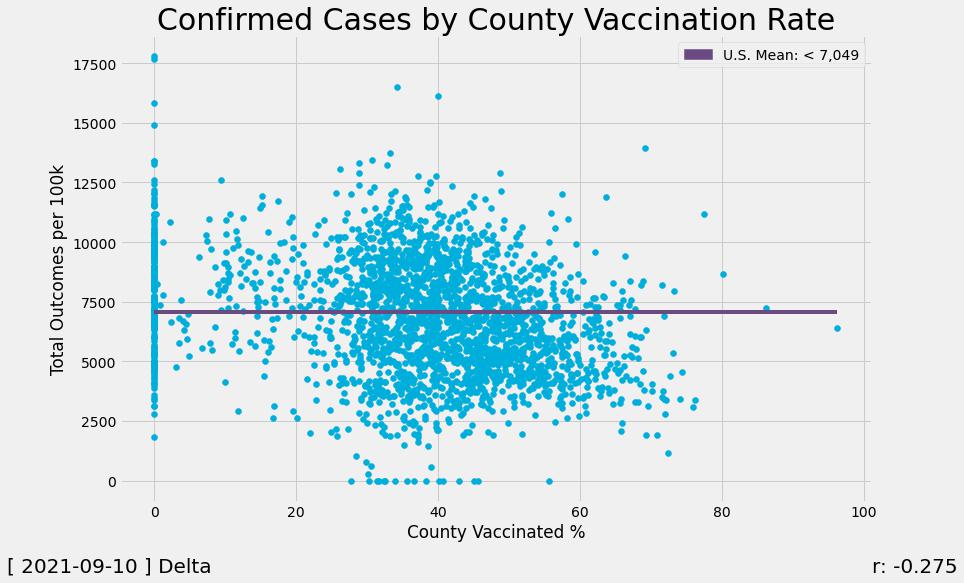 Confirmed Cases by County Vaccination Rate
U.S. Mean: < 7,049
17500
15000
12500
10000
7500
5000
2500
0
Total Outcomes per 100k
0 20 40 60 80 100
County Vaccinated %
[ 2021-09-10 ] Delta
r: -0.275